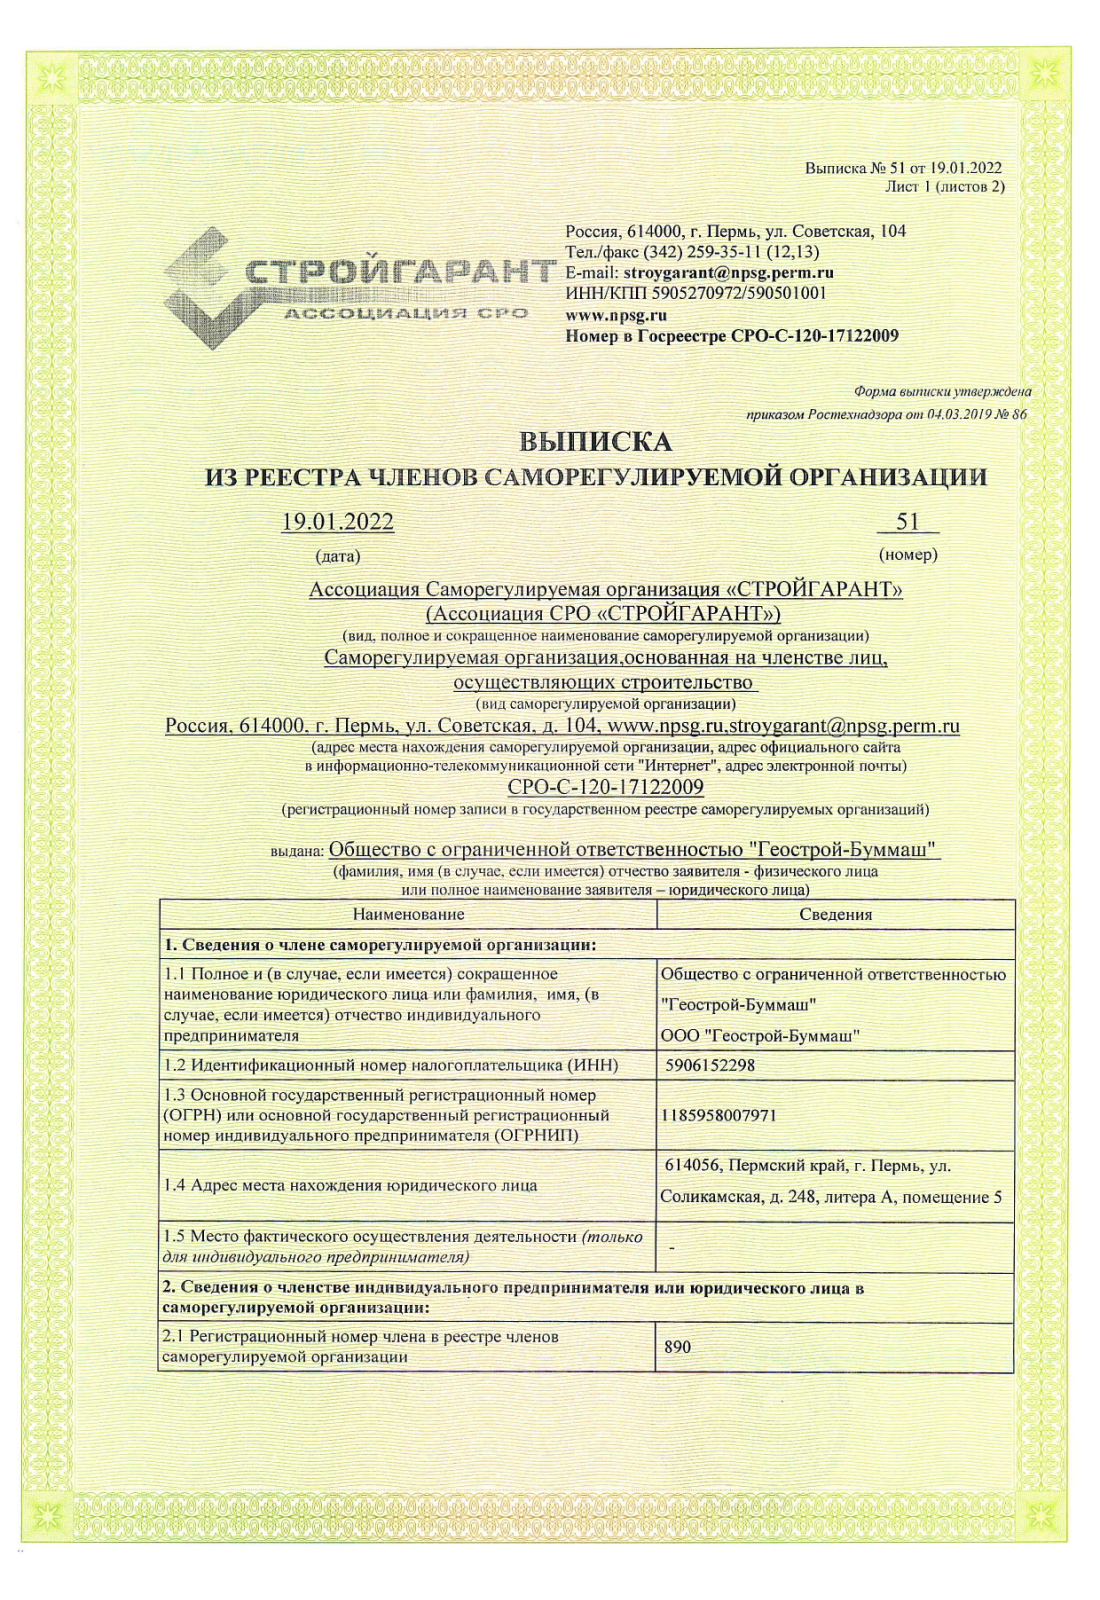 Выписка № 51 от 19.01.2022
Лист 1 (листов 2)
СТРОЙГАРАНТ
АССОЦИАЦИЯ СРО
Россия, 614000, г. Пермь, ул. Советская, 104
Тел./факс (342) 259-35-11 (12,13)
E-mail: stroygarant@npsg.perm.ru
ИНН/КПП 5905270972/590501001
www.npsg.ru
Номер в Госреестре СРО-С-120-17122009
Форма выписки утверждена
приказом Ростехнадзора от 04.03.2019 № 86
ВЫПИСКА
ИЗ РЕЕСТРА ЧЛЕНОВ САМОРЕГУЛИРУЕМОЙ ОРГАНИЗАЦИИ
19.01.2022 51
(дата) (номер)
Ассоциация Саморегулируемая организация «СТРОЙГАРАНТ»
(Ассоциация СРО «СТРОЙГАРАНТ»)
(вид, полное и сокращенное наименование саморегулируемой организации)
Саморегулируемая организация,основанная на членстве лиц,
осуществляющих строительство
(вид саморегулируемой организации)
Россия, 614000, г. Пермь, ул. Советская, д. 104, www.npsg.ru,stroygarant@npsg.perm.ru
(адрес места нахождения саморегулируемой организации, адрес официального сайта
в информационно-телекоммуникационной сети "Интернет", адрес электронной почты)
СРО-С-120-17122009
(регистрационный номер записи в государственном реестре саморегулируемых организаций)
выдана: Общество с ограниченной ответственностью "Геострой-Буммаш"
(фамилия, имя (в случае, если имеется) отчество заявителя - физического лица
или полное наименование заявителя – юридического лица)
Наименование Сведения
1. Сведения о члене саморегулируемой организации:
1.1 Полное и (в случае, если имеется) сокращенное
наименование юридического лица или фамилия, имя, (в
случае, если имеется) отчество индивидуального
предпринимателя
Общество с ограниченной ответственностью
"Геострой-Буммаш"
ООО "Геострой-Буммаш"
1.2 Идентификационный номер налогоплательщика (ИНН) 5906152298
1.3 Основной государственный регистрационный номер
(ОГРН) или основной государственный регистрационный
номер индивидуального предпринимателя (ОГРНИП)
1185958007971
1.4 Адрес места нахождения юридического лица
614056, Пермский край, г. Пермь, ул.
Соликамская, д. 248, литера А, помещение 5
1.5 Место фактического осуществления деятельности (только
для индивидуального предпринимателя)
-
2. Сведения о членстве индивидуального предпринимателя или юридического лица в
саморегулируемой организации:
2.1 Регистрационный номер члена в реестре членов
саморегулируемой организации
890